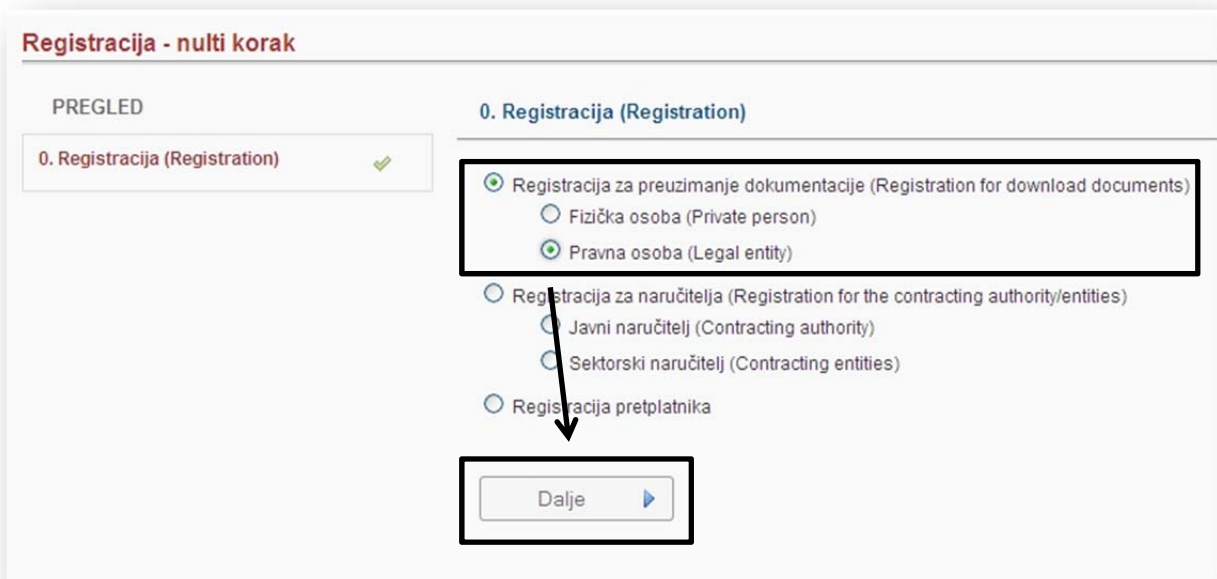 Registracija - nulti korak
PREGLED
0. Registracija (Registration)
0. Registracija (Registration)
Registracija za preuzimanje dokumentacije (Registration for download documents)
Fizička osoba (Private person)
Pravna osoba (Legal entity)
Registracija za naručitelja (Registration for the contracting authority/entities)
Javni naručitelj (Contracting authority)
Sektorski naručitelj (Contracting entities)
Registracija pretplatnika
Dalje